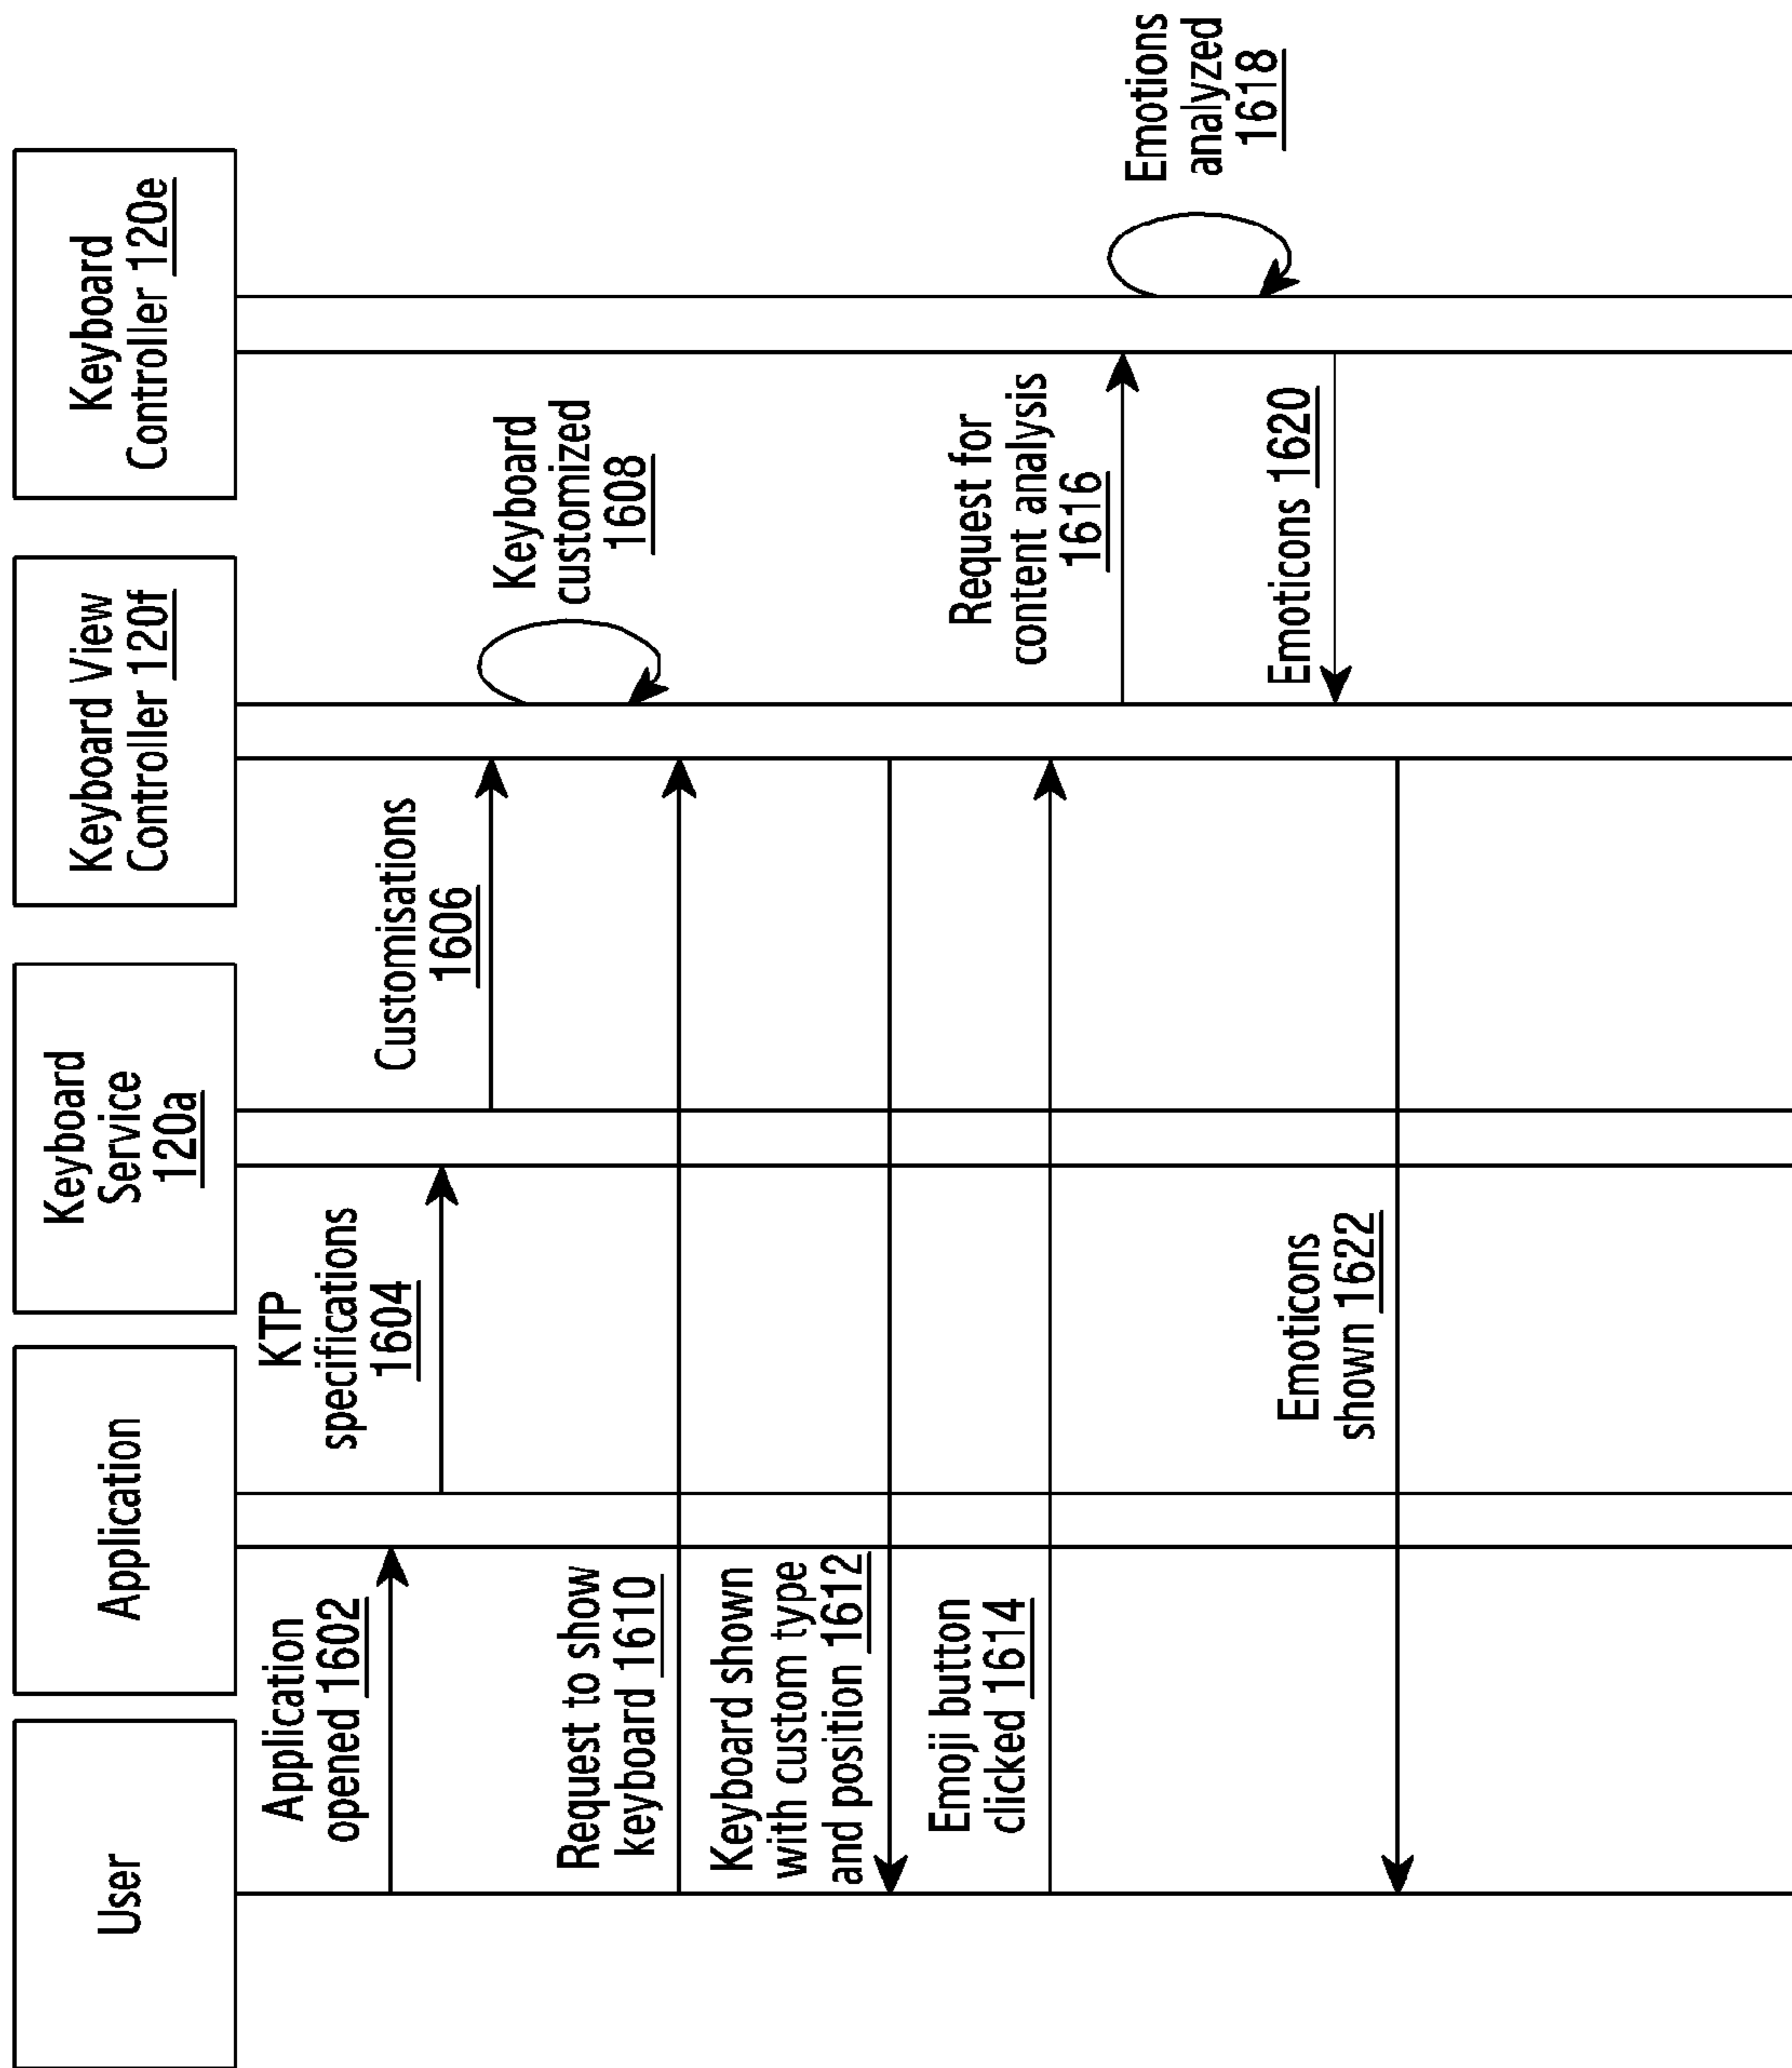 User
Application
Keyboard
Service
120a
Keyboard View
Controller 120f
Keyboard
Controller 120e
Application
opened 1602
KTP
specifications
1604
Customisations
1606
Keyboard
customized
1608
Request to show
keyboard 1610
Keyboard shown
with custom type
and position 1612
Emoji button
clicked 1614
Request for
content analysis
1616
Emotions
analyzed
1618
Emoticons 1620
Emoticons
shown 1622